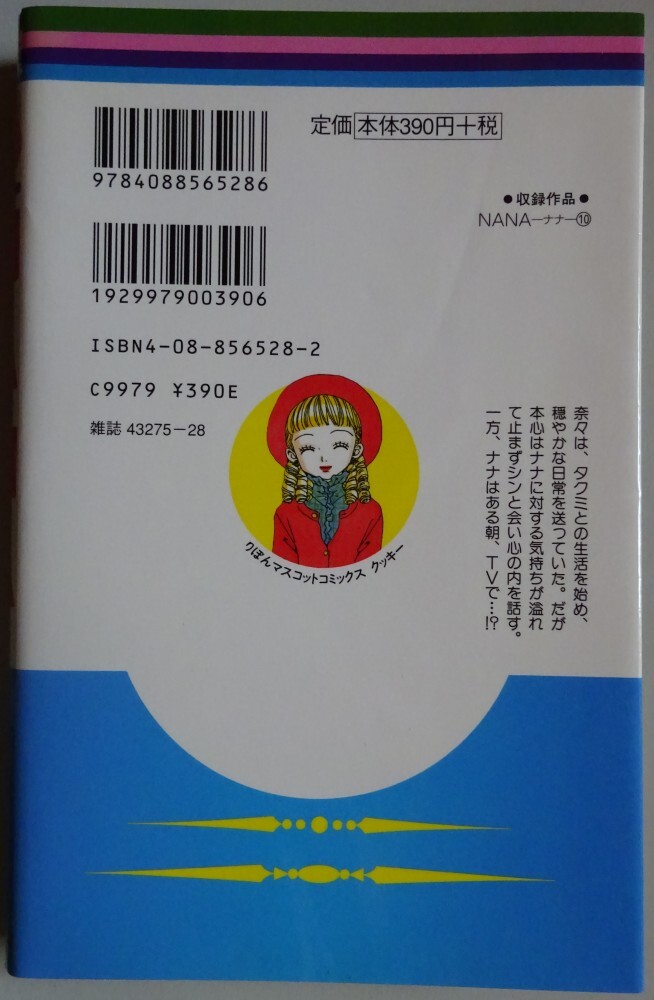 9784088565286
定価 本体390円+税
1929979003906
●収録作品●
NANA―ナナ―⑩
ISBN4-08-856528-2
C9979 ¥390E
雑誌 43275-28
りぼんマスコットコミックス クッキー
奈々は、タクミとの生活を始め、
穏やかな日常を送っていた。だが
本心はナナに対する気持ちが溢れ
て止まずシンと会い心の内を話す。
一方、ナナはある朝、TVで…!?